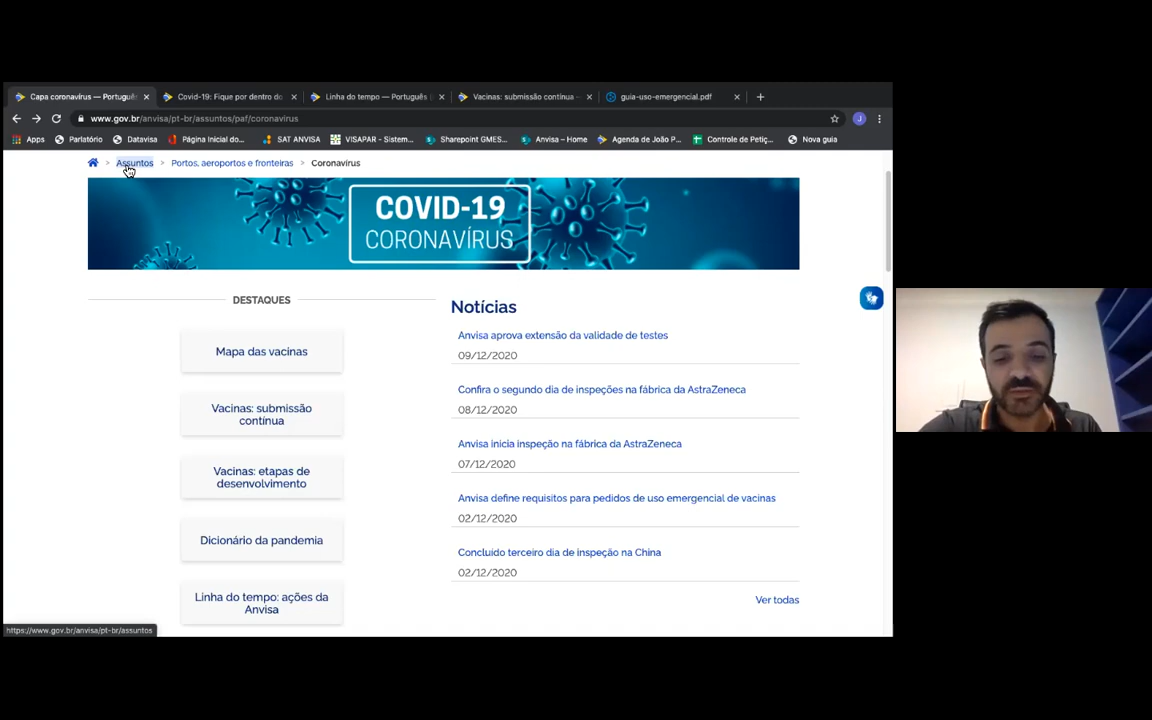 Capa coronavírus — Portuguê
Covid-19: Fique por dentro do
Linha do tempo — Português
Vacinas: submissão contínua —
guia-uso-emergencial.pdf
www.gov.br/anvisa/pt-br/assuntos/paf/coronavirus
J
Apps
Parlatório
Datavisa
Página Inicial do...
SAT ANVISA
VISAPAR - Sistem...
Sharepoint GMES...
Anvisa – Home
Agenda de João P...
Controle de Petiç...
Nova guia
> Assuntos > Portos, aeroportos e fronteiras > Coronavírus
COVID-19
CORONAVÍRUS
DESTAQUES
Mapa das vacinas
Vacinas: submissão
contínua
Vacinas: etapas de
desenvolvimento
Dicionário da pandemia
Linha do tempo: ações da
Anvisa
Notícias
Anvisa aprova extensão da validade de testes
09/12/2020
Confira o segundo dia de inspeções na fábrica da AstraZeneca
08/12/2020
Anvisa inicia inspeção na fábrica da AstraZeneca
07/12/2020
Anvisa define requisitos para pedidos de uso emergencial de vacinas
02/12/2020
Concluído terceiro dia de inspeção na China
02/12/2020
Ver todas
https://www.gov.br/anvisa/pt-br/assuntos